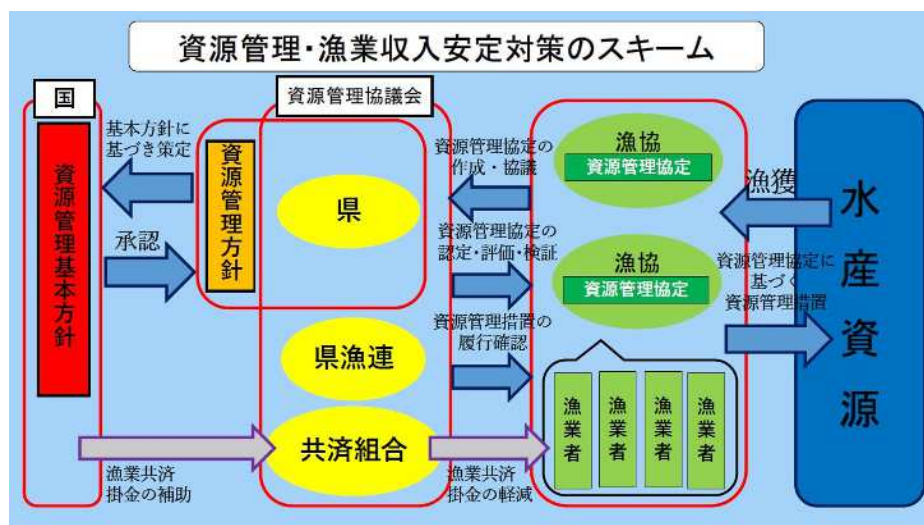 資源管理・漁業収入安定対策のスキーム
国
資源管理基本方針
基本方針に
基づき策定
承認
資源管理方針
資源管理協議会
県
県漁連
共済組合
漁業共済
掛金の補助
資源管理協定の
作成・協議
資源管理協定の
認定・評価・検証
資源管理措置の
履行確認
漁業共済
掛金の軽減
漁協
資源管理協定
漁協
資源管理協定
漁業者
漁業者
漁業者
漁業者
漁獲
資源管理協定に
基づく
資源管理措置
水産資源